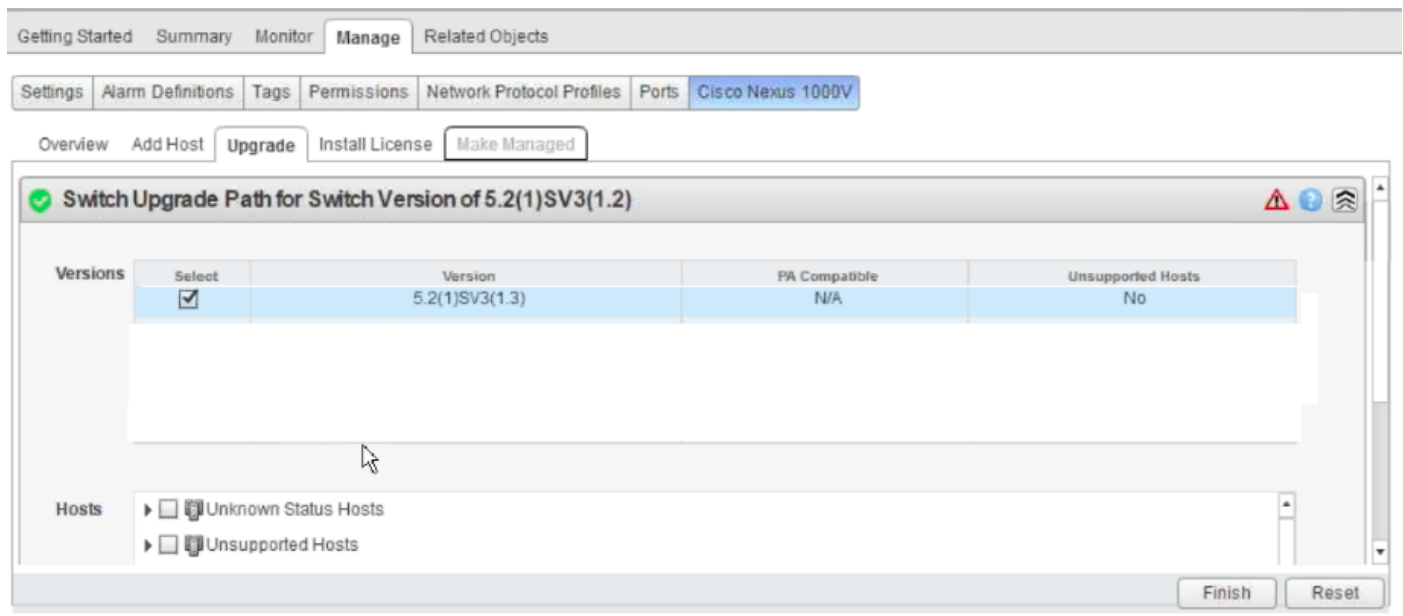 Getting Started Summary Monitor Manage Related Objects
Settings Alarm Definitions Tags Permissions Network Protocol Profiles Ports Cisco Nexus 1000V
Overview Add Host Upgrade Install License Make Managed
Switch Upgrade Path for Switch Version of 5.2(1)SV3(1.2)
Versions Select Version PA Compatible Unsupported Hosts
5.2(1)SV3(1.3) N/A No
Hosts Unknown Status Hosts
Unsupported Hosts
Finish Reset